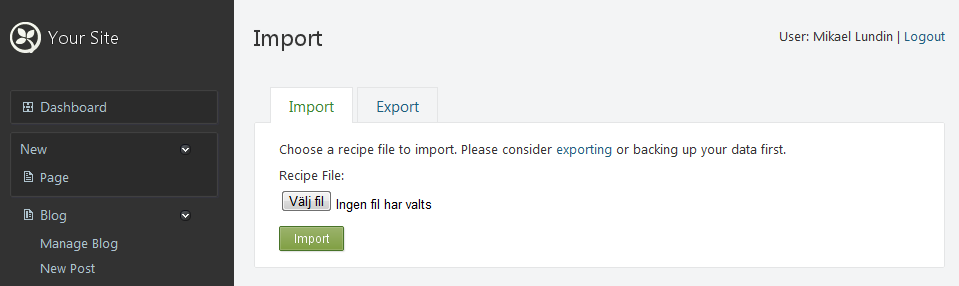 Your Site
Dashboard
New
Page
Blog
Manage Blog
New Post
Import
User: Mikael Lundin | Logout
Import
Export
Choose a recipe file to import. Please consider exporting or backing up your data first.
Recipe File:
Välj fil Ingen fil har valts
Import